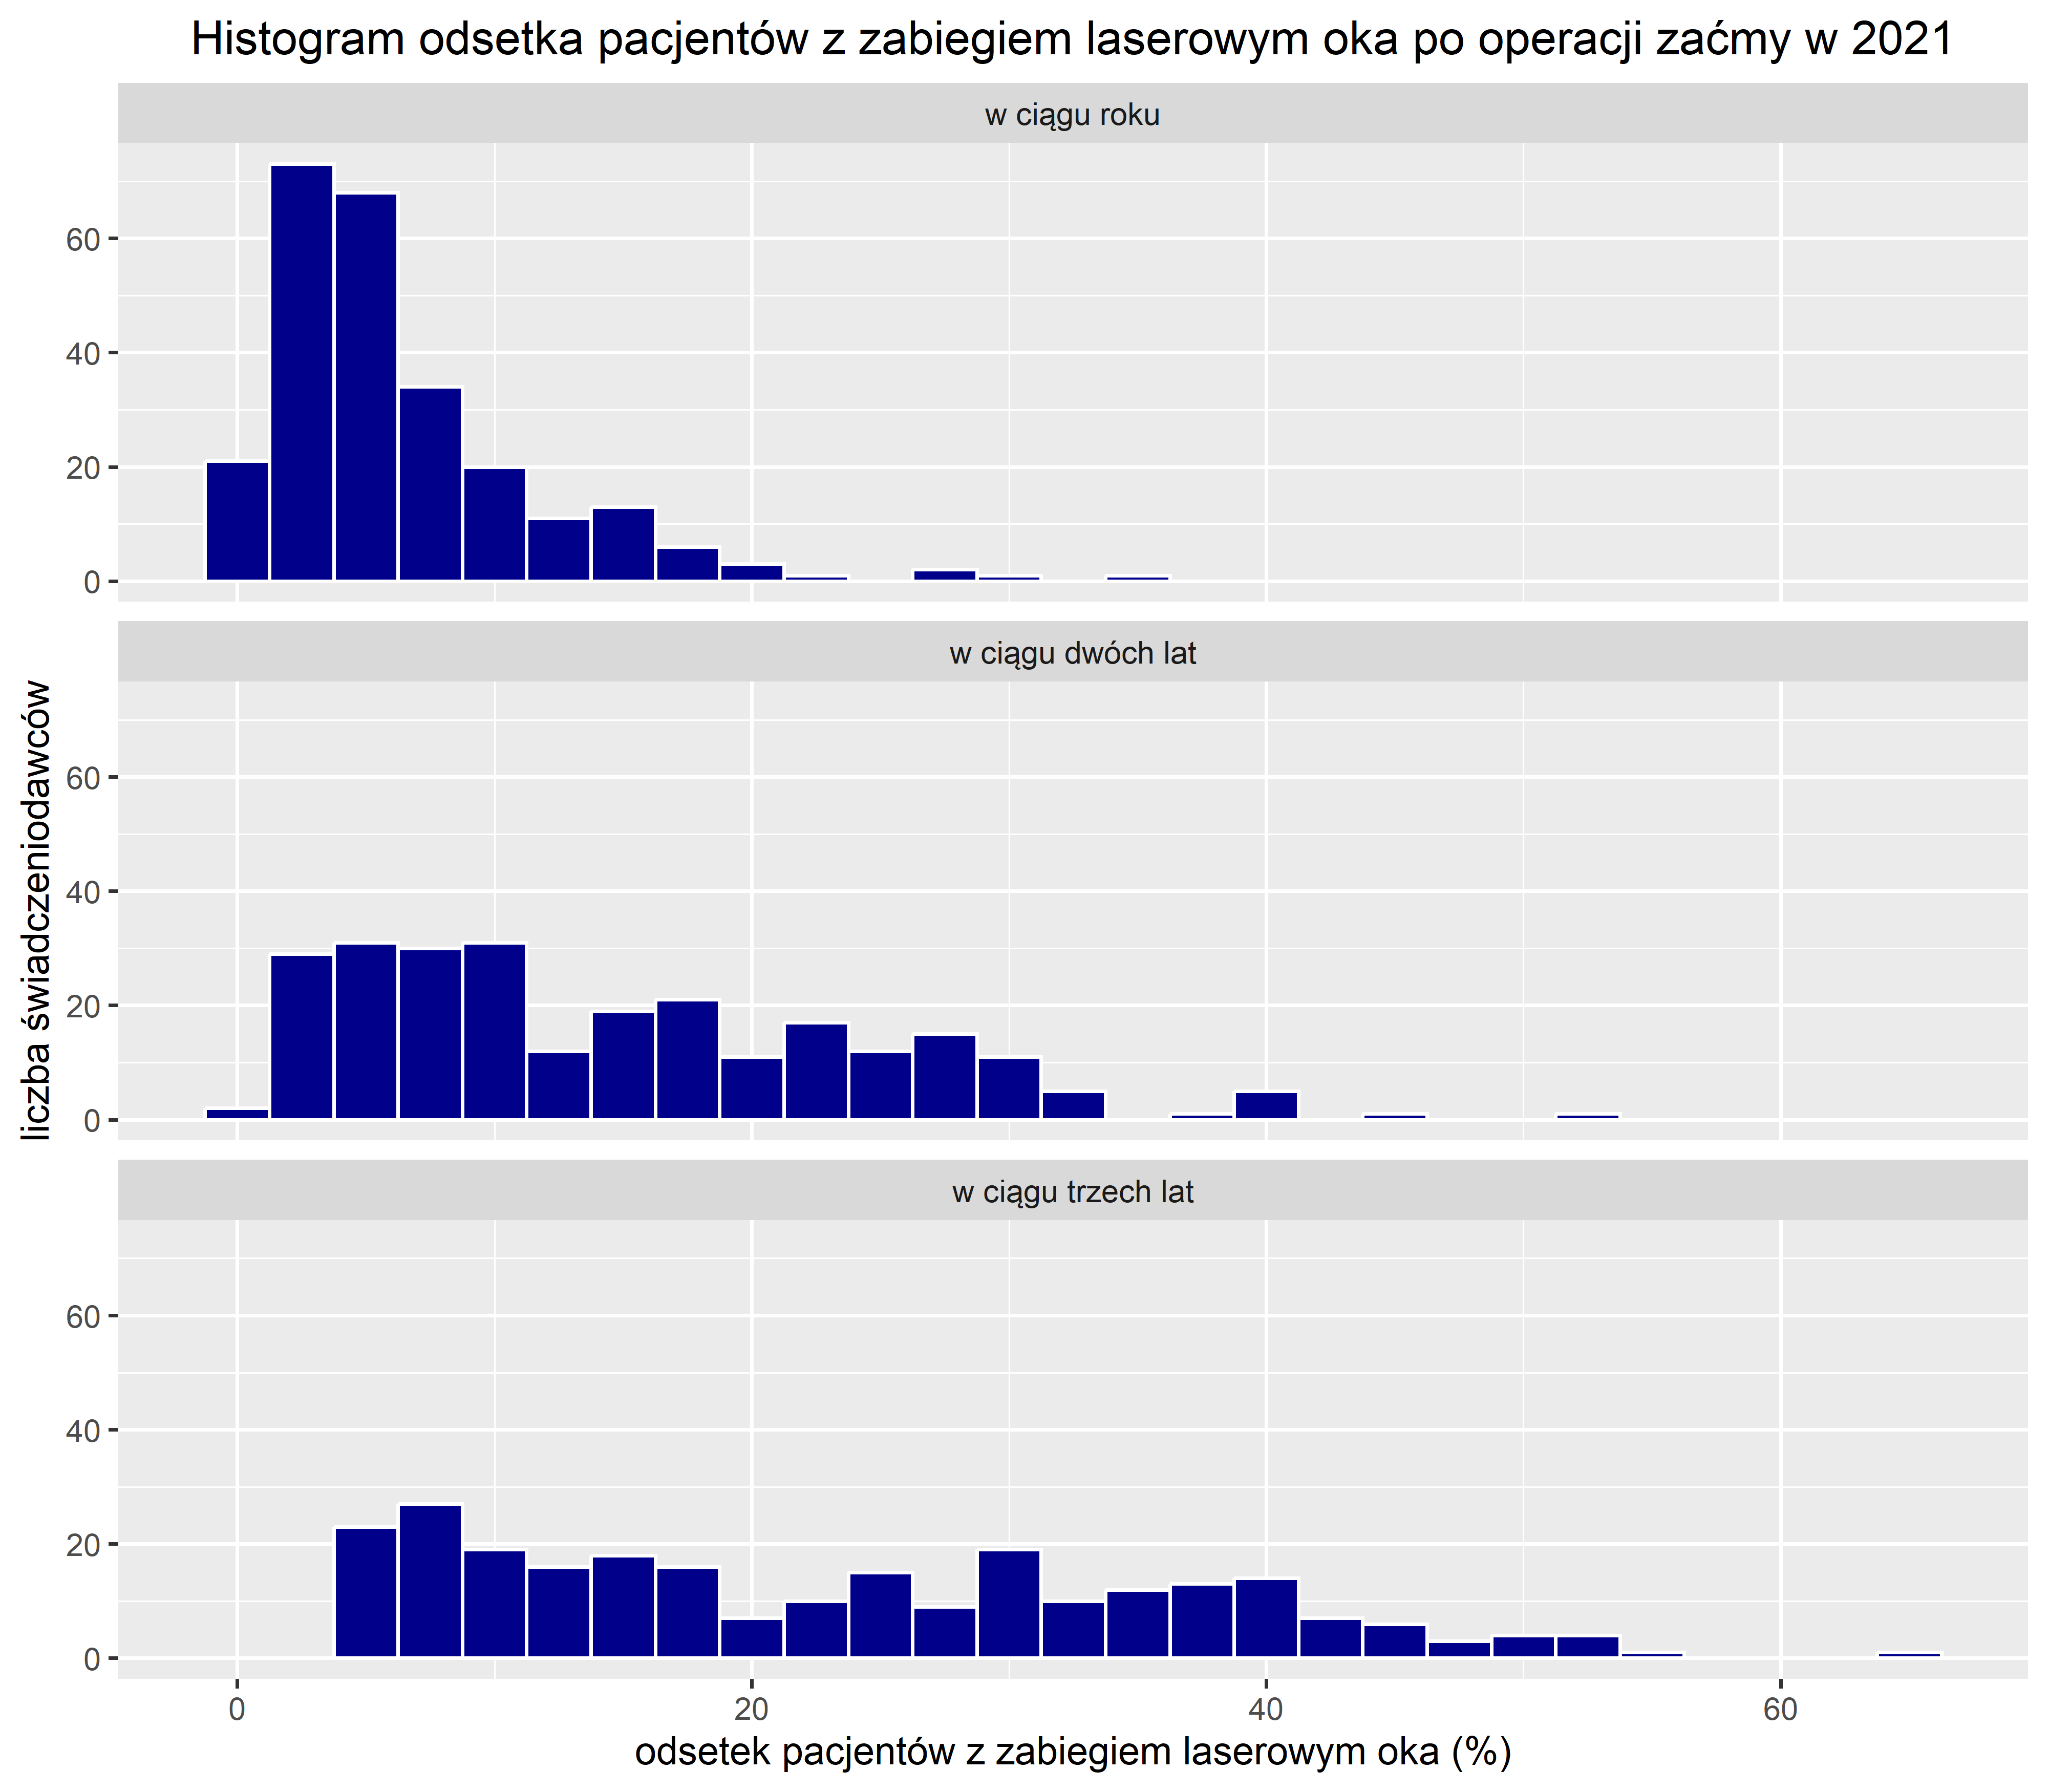 Histogram odsetka pacjentów z zabiegiem laserowym oka po operacji zaćmy w 2021
w ciągu roku
60
40
20
0
w ciągu dwóch lat
60
40
20
0
liczba świadczeniodawców
w ciągu trzech lat
60
40
20
0
0 20 40 60
odsetek pacjentów z zabiegiem laserowym oka (%)